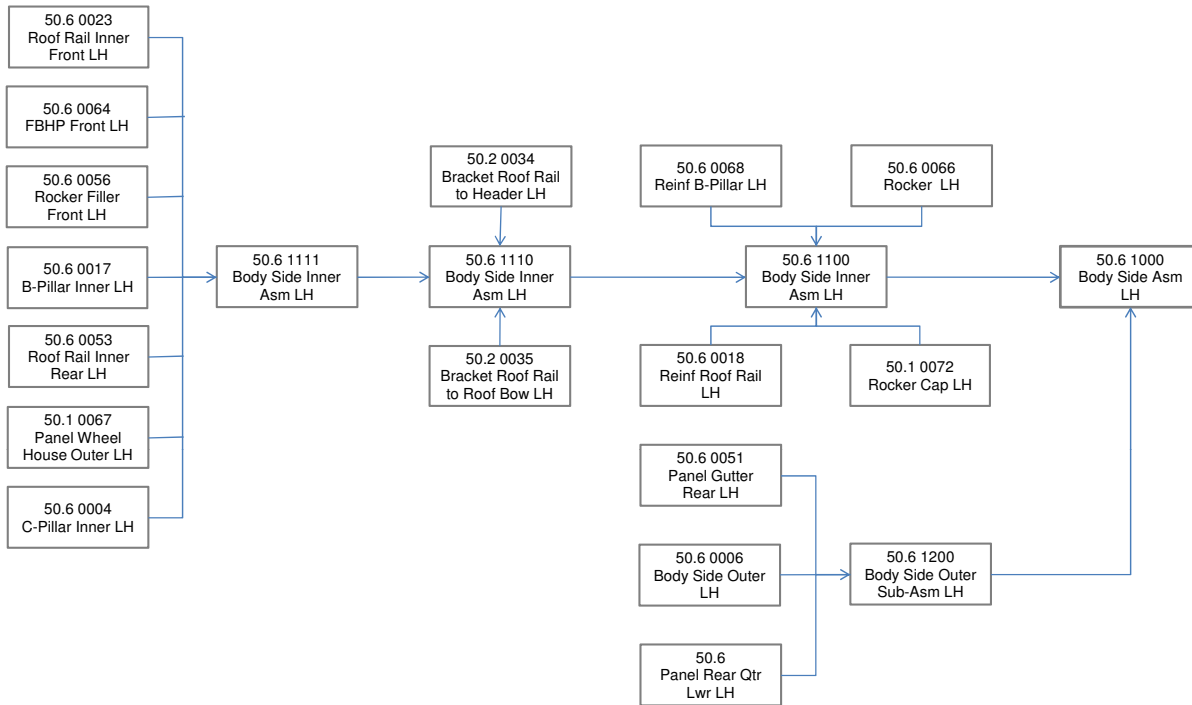 50.6 0023
Roof Rail Inner
Front LH
50.6 0064
FBHP Front LH
50.6 0056
Rocker Filler
Front LH
50.6 0017
B-Pillar Inner LH
50.6 0053
Roof Rail Inner
Rear LH
50.1 0067
Panel Wheel
House Outer LH
50.6 0004
C-Pillar Inner LH
50.6 1111
Body Side Inner
Asm LH
50.2 0034
Bracket Roof Rail
to Header LH
50.6 1110
Body Side Inner
Asm LH
50.2 0035
Bracket Roof Rail
to Roof Bow LH
50.6 0068
Reinf B-Pillar LH
50.6 0066
Rocker LH
50.6 1100
Body Side Inner
Asm LH
50.6 0018
Reinf Roof Rail
LH
50.1 0072
Rocker Cap LH
50.6 1000
Body Side Asm
LH
50.6 0051
Panel Gutter
Rear LH
50.6 0006
Body Side Outer
LH
50.6
Panel Rear Qtr
Lwr LH
50.6 1200
Body Side Outer
Sub-Asm LH